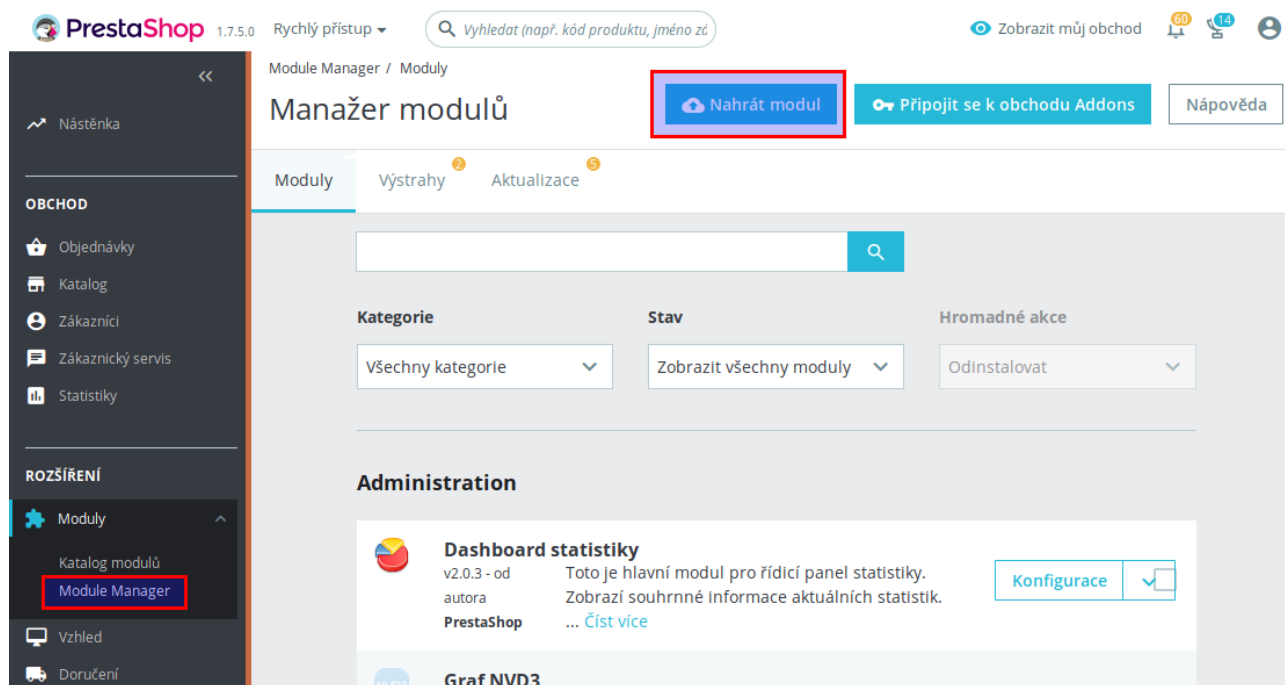 PrestaShop 1.7.5.0 Rychlý přístup Vyhledat (např. kód produktu, jméno zá Zobrazit můj obchod 60 14
Nástěnka
OBCHOD
Objednávky
Katalog
Zákazníci
Zákaznický servis
Statistiky
ROZŠÍŘENÍ
Moduly
Katalog modulů
Module Manager
Vzhled
Doručení
Module Manager / Moduly
Manažer modulů
Nahrát modul
Připojit se k obchodu Addons
Nápověda
Moduly Výstrahy 2 Aktualizace 5
Kategorie Stav Hromadné akce
Všechny kategorie Zobrazit všechny moduly Odinstalovat
Administration
Dashboard statistiky
v2.0.3 - od
autora
PrestaShop
Toto je hlavní modul pro řídicí panel statistiky.
Zobrazí souhrnné informace aktuálních statistik.
... Číst více
Konfigurace
Graf NVD3